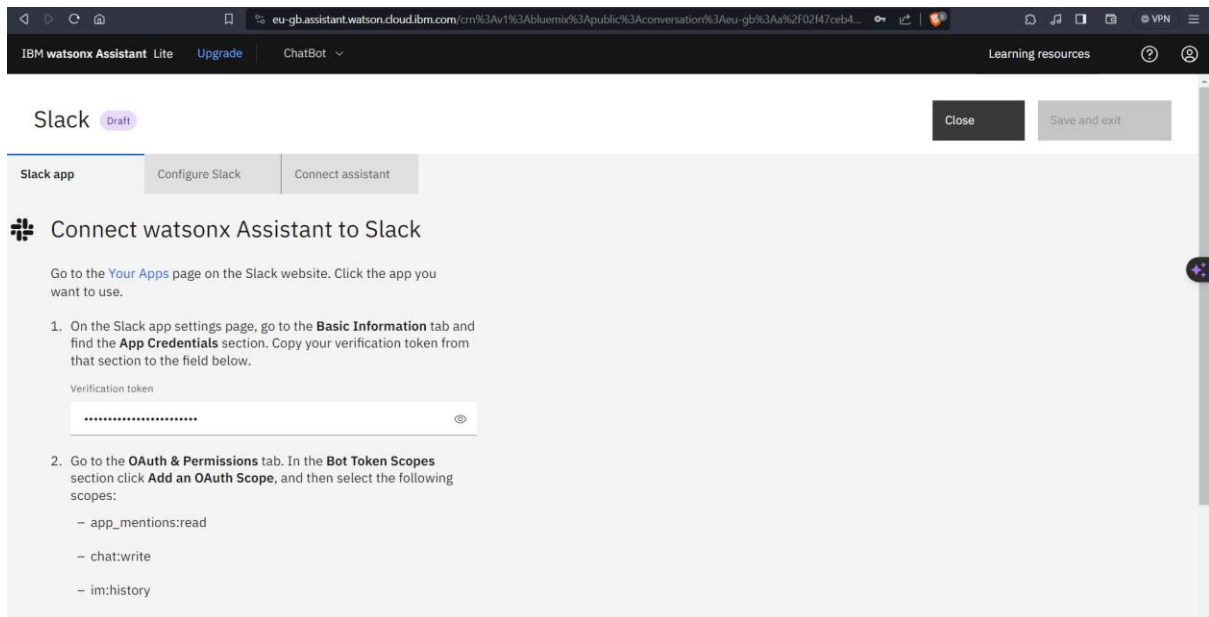 eu-gb.assistant.watson.cloud.ibm.com/crn%3Av1%3Abluemix%3Apublic%3Aconversation%3Aeu-gb%3Aa%2F02f47ceb4... VPN
IBM watsonx Assistant Lite Upgrade ChatBot Learning resources
Slack Draft Close Save and exit
Slack app Configure Slack Connect assistant
Connect watsonx Assistant to Slack
Go to the Your Apps page on the Slack website. Click the app you
want to use.
1. On the Slack app settings page, go to the Basic Information tab and
find the App Credentials section. Copy your verification token from
that section to the field below.
Verification token
•••••••••••••••••••••••••
2. Go to the OAuth & Permissions tab. In the Bot Token Scopes
section click Add an OAuth Scope, and then select the following
scopes:
– app_mentions:read
– chat:write
– im:history